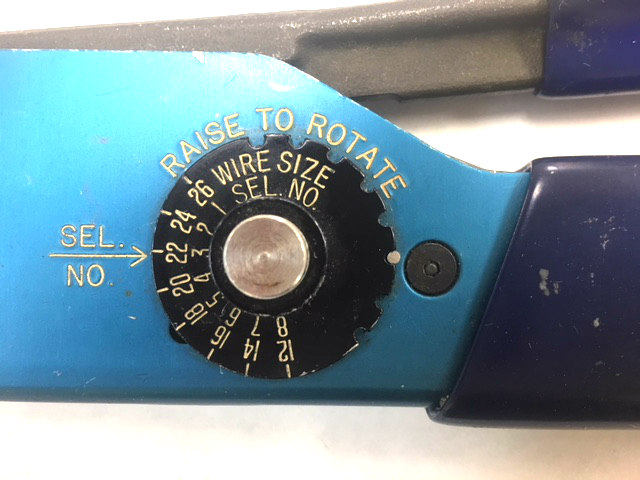 RAISE TO ROTATE
WIRE SIZE
SEL. NO.
26 24 22 20 18 16 14 12
1 2 3 4 5 6 7 8
SEL.
NO.